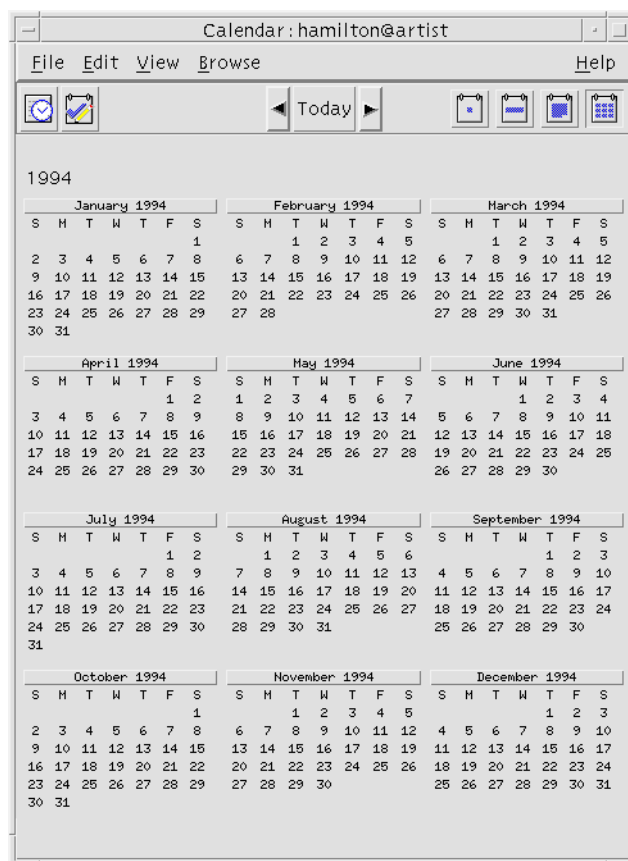 Calendar : hamilton@artist
File Edit View Browse Help
Today
1994
January 1994 February 1994 March 1994
S M T W T F S S M T W T F S S M T W T F S
1 1 2 3 4 5 1 2 3 4 5
2 3 4 5 6 7 8 6 7 8 9 10 11 12 6 7 8 9 10 11 12
9 10 11 12 13 14 15 13 14 15 16 17 18 19 13 14 15 16 17 18 19
16 17 18 19 20 21 22 20 21 22 23 24 25 26 20 21 22 23 24 25 26
23 24 25 26 27 28 29 27 28 27 28 29 30 31
30 31
April 1994 May 1994 June 1994
S M T W T F S S M T W T F S S M T W T F S
1 2 1 2 3 4 5 6 7 1 2 3 4
3 4 5 6 7 8 9 8 9 10 11 12 13 14 5 6 7 8 9 10 11
10 11 12 13 14 15 16 15 16 17 18 19 20 21 12 13 14 15 16 17 18
17 18 19 20 21 22 23 22 23 24 25 26 27 28 19 20 21 22 23 24 25
24 25 26 27 28 29 30 29 30 31 26 27 28 29 30
July 1994 August 1994 September 1994
S M T W T F S S M T W T F S S M T W T F S
1 2 1 2 3 4 5 6 1 2 3
3 4 5 6 7 8 9 7 8 9 10 11 12 13 4 5 6 7 8 9 10
10 11 12 13 14 15 16 14 15 16 17 18 19 20 11 12 13 14 15 16 17
17 18 19 20 21 22 23 21 22 23 24 25 26 27 18 19 20 21 22 23 24
24 25 26 27 28 29 30 28 29 30 31 25 26 27 28 29 30
31
October 1994 November 1994 December 1994
S M T W T F S S M T W T F S S M T W T F S
1 1 2 3 4 5 1 2 3
2 3 4 5 6 7 8 6 7 8 9 10 11 12 4 5 6 7 8 9 10
9 10 11 12 13 14 15 13 14 15 16 17 18 19 11 12 13 14 15 16 17
16 17 18 19 20 21 22 20 21 22 23 24 25 26 18 19 20 21 22 23 24
23 24 25 26 27 28 29 27 28 29 30 25 26 27 28 29 30 31
30 31